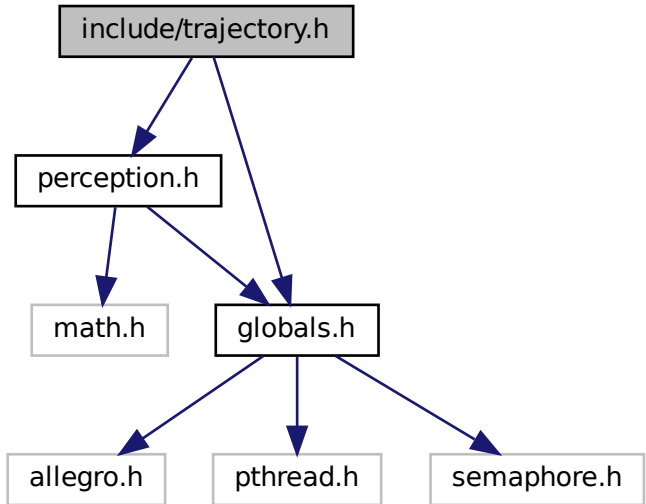 include/trajectory.h
perception.h
math.h
globals.h
allegro.h
pthread.h
semaphore.h